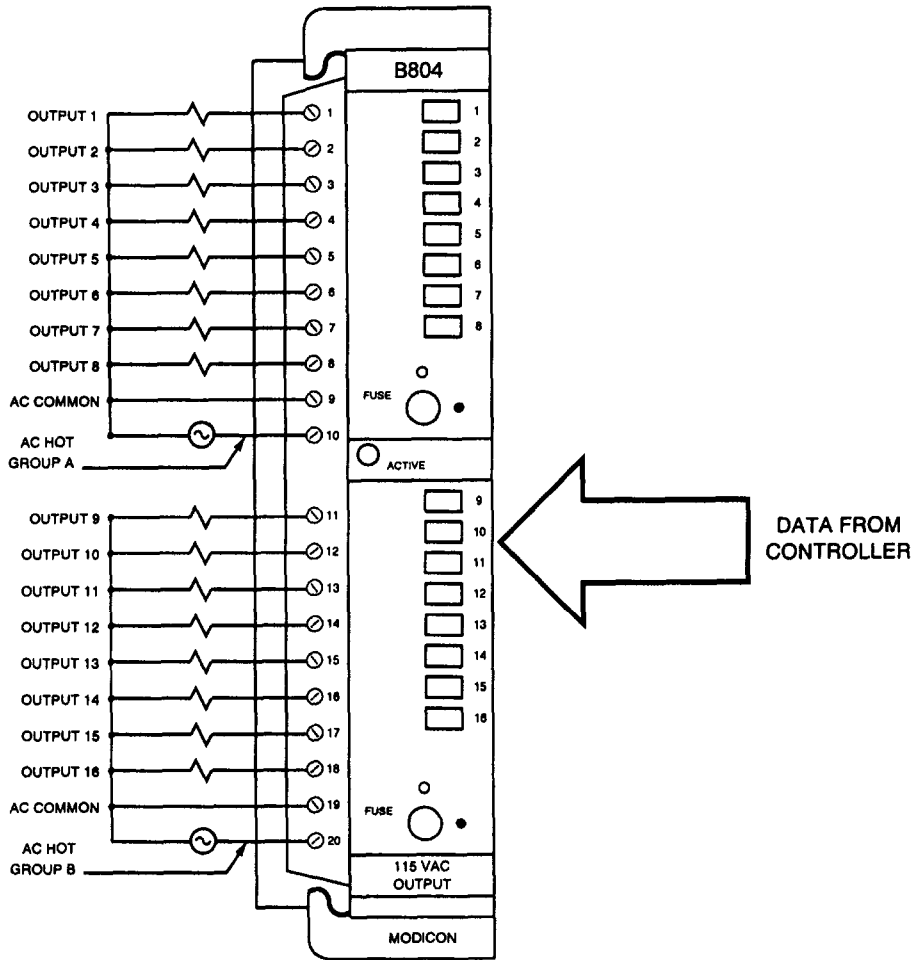 B804
OUTPUT 1 1 1
OUTPUT 2 2 2
OUTPUT 3 3 3
OUTPUT 4 4 4
OUTPUT 5 5 5
OUTPUT 6 6 6
OUTPUT 7 7 7
OUTPUT 8 8 8
AC COMMON 9 FUSE
AC HOT
GROUP A
10
ACTIVE
OUTPUT 9 11 9
OUTPUT 10 12 10
OUTPUT 11 13 11
OUTPUT 12 14 12
OUTPUT 13 15 13
OUTPUT 14 16 14
OUTPUT 15 17 15
OUTPUT 16 18 16
AC COMMON 19 FUSE
AC HOT
GROUP B
20
115 VAC
OUTPUT
MODICON
DATA FROM
CONTROLLER